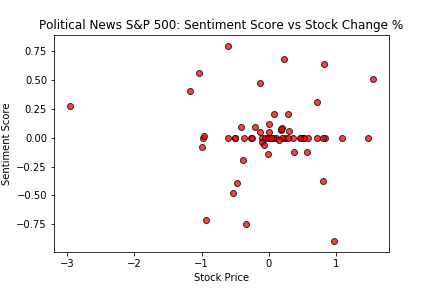 Political News S&P 500: Sentiment Score vs Stock Change %
Sentiment Score
0.75
0.50
0.25
0.00
−0.25
−0.50
−0.75
−3 −2 −1 0 1
Stock Price